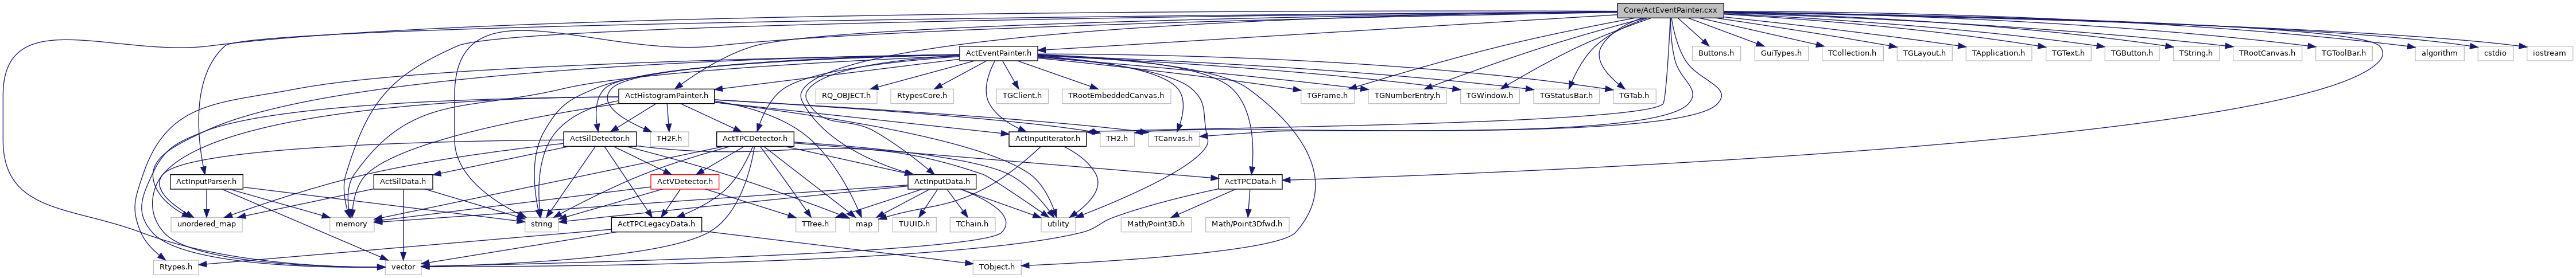 Core/ActEventPainter.cxx
ActEventPainter.h
Buttons.h
GuiTypes.h
TCollection.h
TGLayout.h
TApplication.h
TGText.h
TGButton.h
TString.h
TRootCanvas.h
TGToolBar.h
algorithm
cstdio
iostream
ActHistogramPainter.h
RQ_OBJECT.h
RtypesCore.h
TGClient.h
TRootEmbeddedCanvas.h
TGFrame.h
TGNumberEntry.h
TGWindow.h
TGStatusBar.h
TGTab.h
ActSilDetector.h
TH2F.h
ActTPCDetector.h
ActInputIterator.h
TH2.h
TCanvas.h
ActInputParser.h
ActSilData.h
ActVDetector.h
ActInputData.h
ActTPCData.h
unordered_map
memory
string
ActTPCLegacyData.h
TTree.h
map
TUUID.h
TChain.h
utility
Math/Point3D.h
Math/Point3Dfwd.h
Rtypes.h
vector
TObject.h